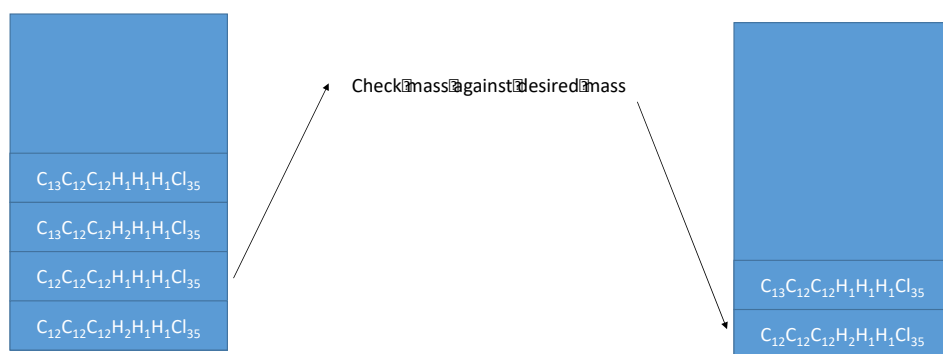 Check mass against desired mass
C₁₃C₁₂C₁₂H₁H₁H₁Cl₃₅
C₁₃C₁₂C₁₂H₂H₁H₁Cl₃₅
C₁₂C₁₂C₁₂H₁H₁H₁Cl₃₅
C₁₂C₁₂C₁₂H₂H₁H₁Cl₃₅
C₁₃C₁₂C₁₂H₁H₁H₁Cl₃₅
C₁₂C₁₂C₁₂H₂H₁H₁Cl₃₅